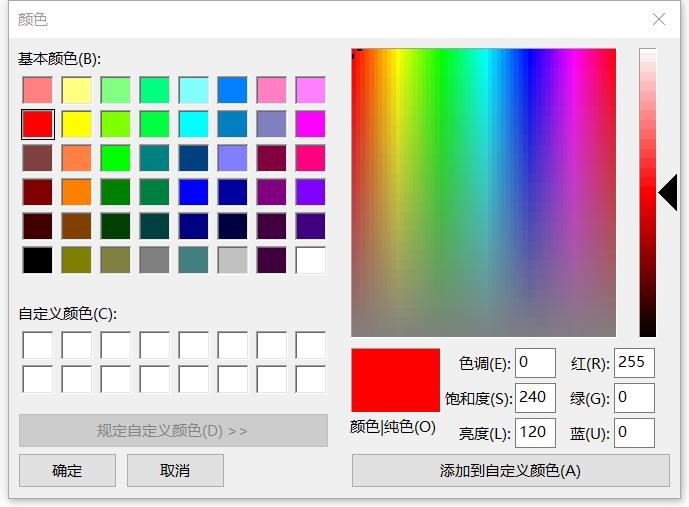 颜色
基本颜色(B):
自定义颜色(C):
规定自定义颜色(D) >>
确定
取消
颜色|纯色(O)
色调(E): 0
红(R): 255
饱和度(S): 240
绿(G): 0
亮度(L): 120
蓝(U): 0
添加到自定义颜色(A)